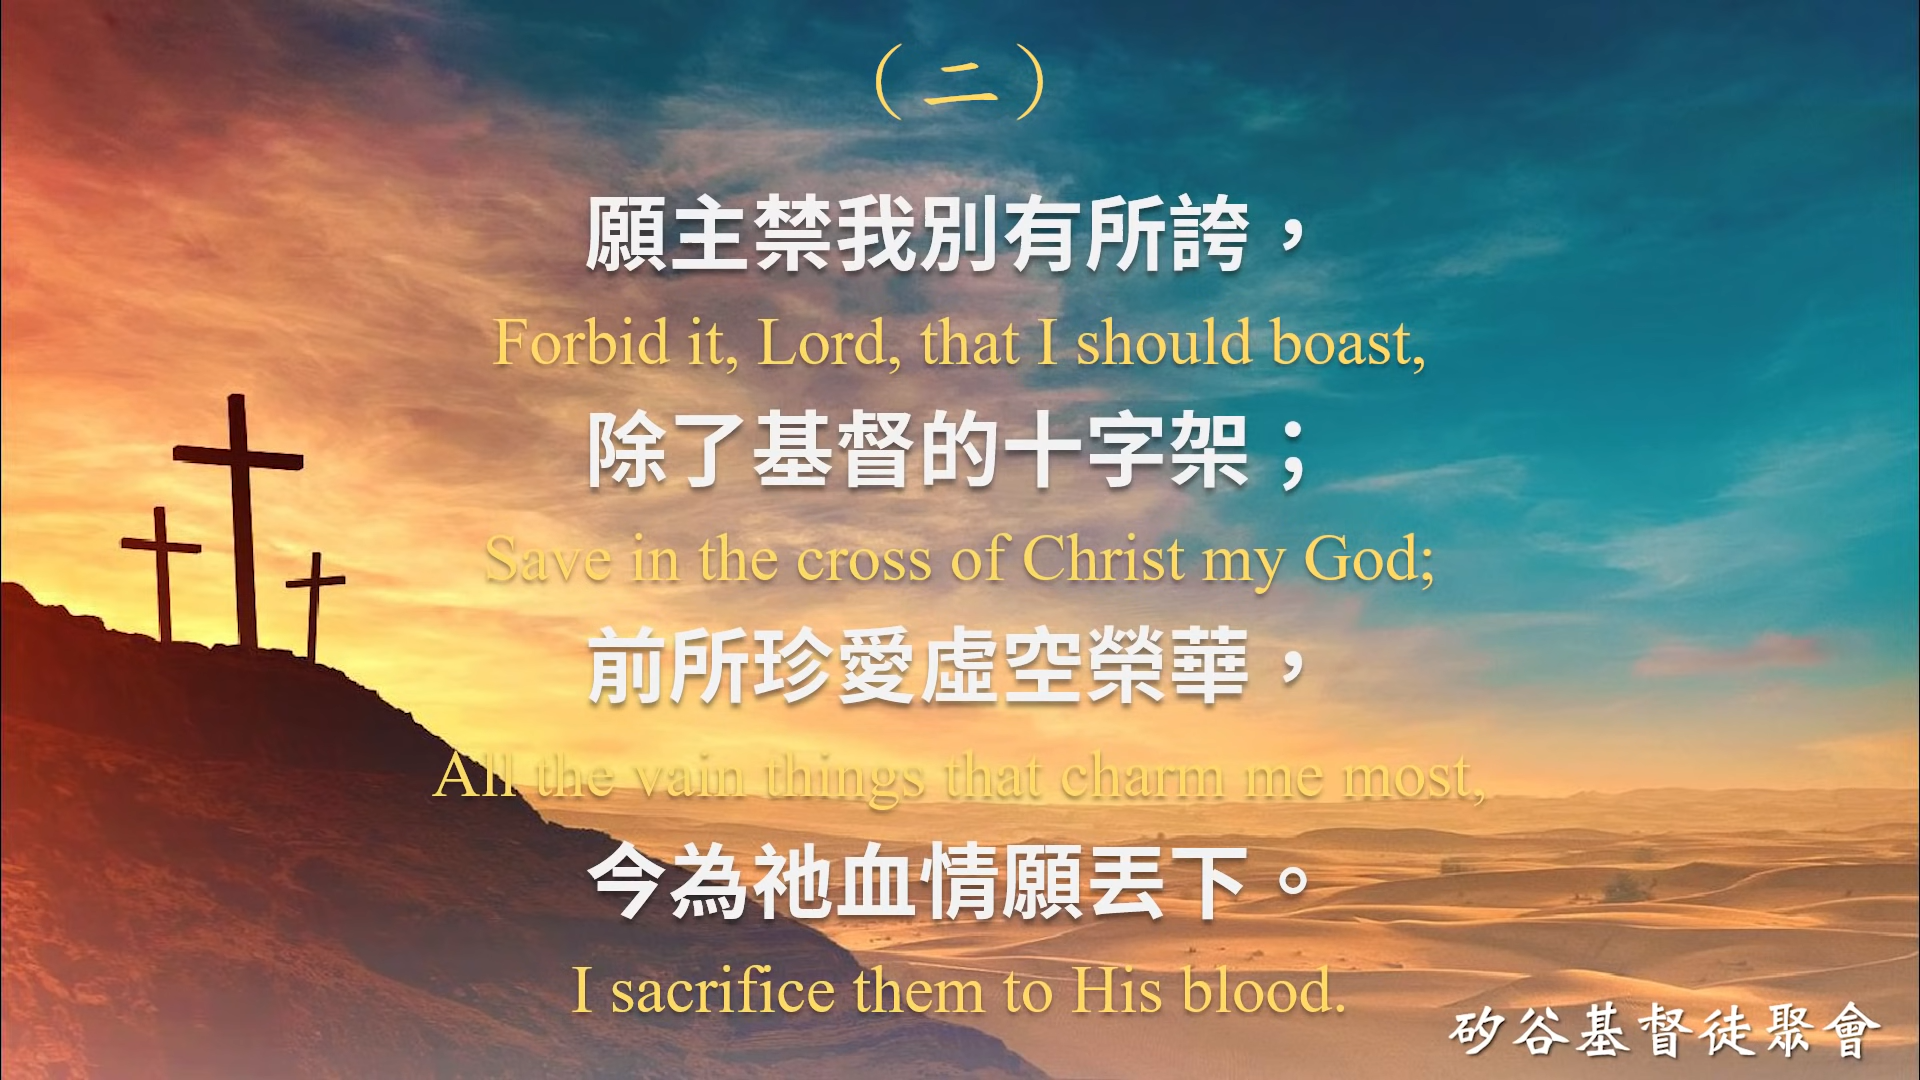 （二）
願主禁我別有所誇，
Forbid it, Lord, that I should boast,
除了基督的十字架；
Save in the cross of Christ my God;
前所珍愛虛空榮華，
All the vain things that charm me most,
今為祂血情願丟下。
I sacrifice them to His blood.
矽谷基督徒聚會